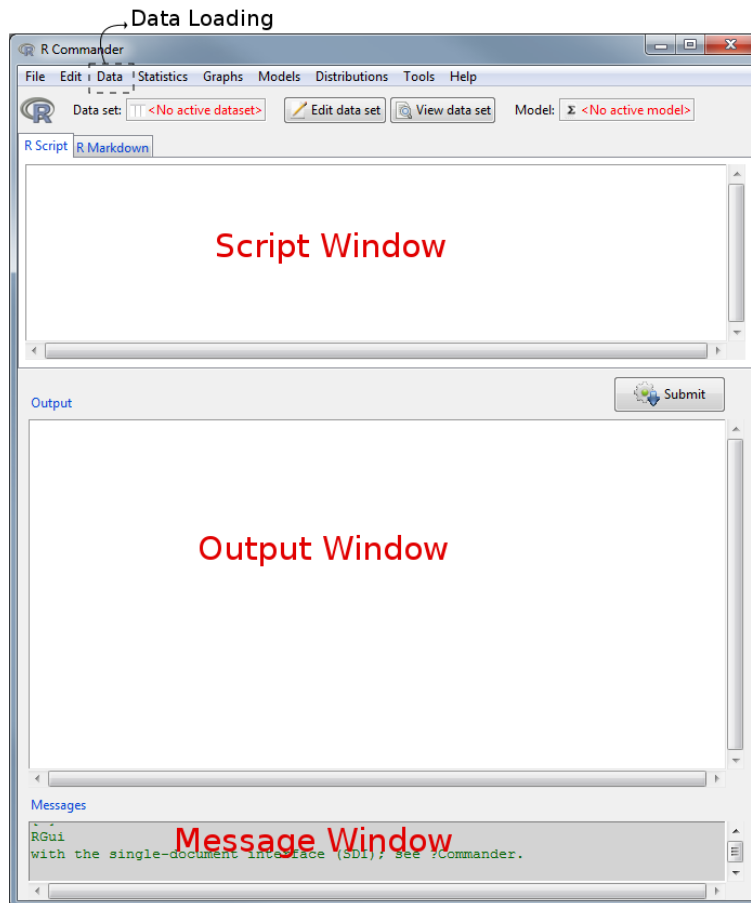 Data Loading
R Commander
File Edit Data Statistics Graphs Models Distributions Tools Help
R Data set: <No active dataset> Edit data set View data set Model: Σ <No active model>
R Script R Markdown
Script Window
Submit
Output
Output Window
Messages
RGui
Message Window
with the single-document interface (SDI); see ?Commander.